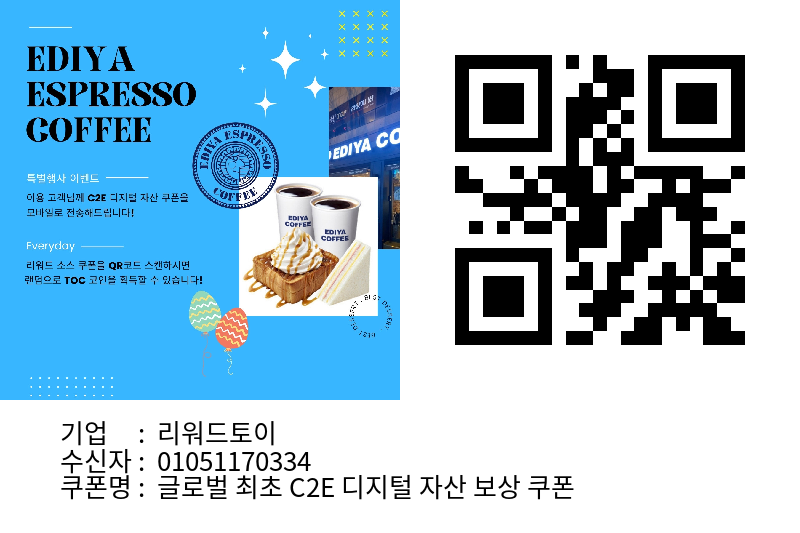 EDIYA
ESPRESSO
COFFEE
EDIYA CO
EDIYA ESPRESSO
COFFEE
특별행사 이벤트
이용 고객님께 C2E 디지털 자산 쿠폰을
모바일로 전송해드립니다!
EDIYA
COFFEE
EDIYA
COFFEE
Everyday
리워드 소스 쿠폰을 QR코드 스캔하시면
랜덤으로 TOC 코인을 획득할 수 있습니다!
기업 : 리워드토이
수신자 : 01051170334
쿠폰명 : 글로벌 최초 C2E 디지털 자산 보상 쿠폰